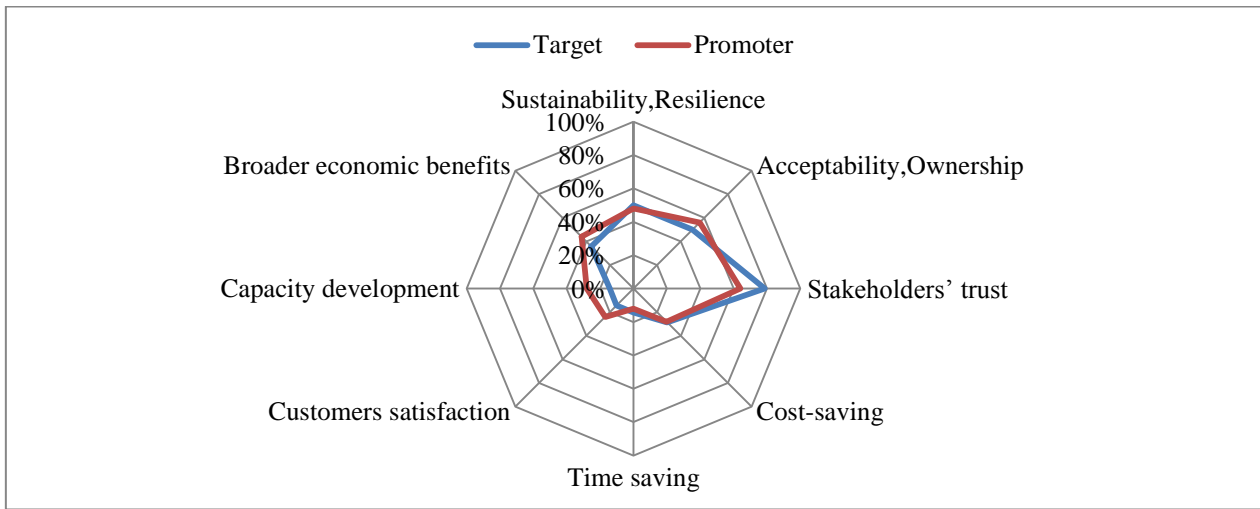 Target Promoter
Sustainability,Resilience
100%
Broader economic benefits
80%
Acceptability,Ownership
60%
40%
20%
Capacity development
0%
Stakeholders’ trust
Customers satisfaction
Cost-saving
Time saving